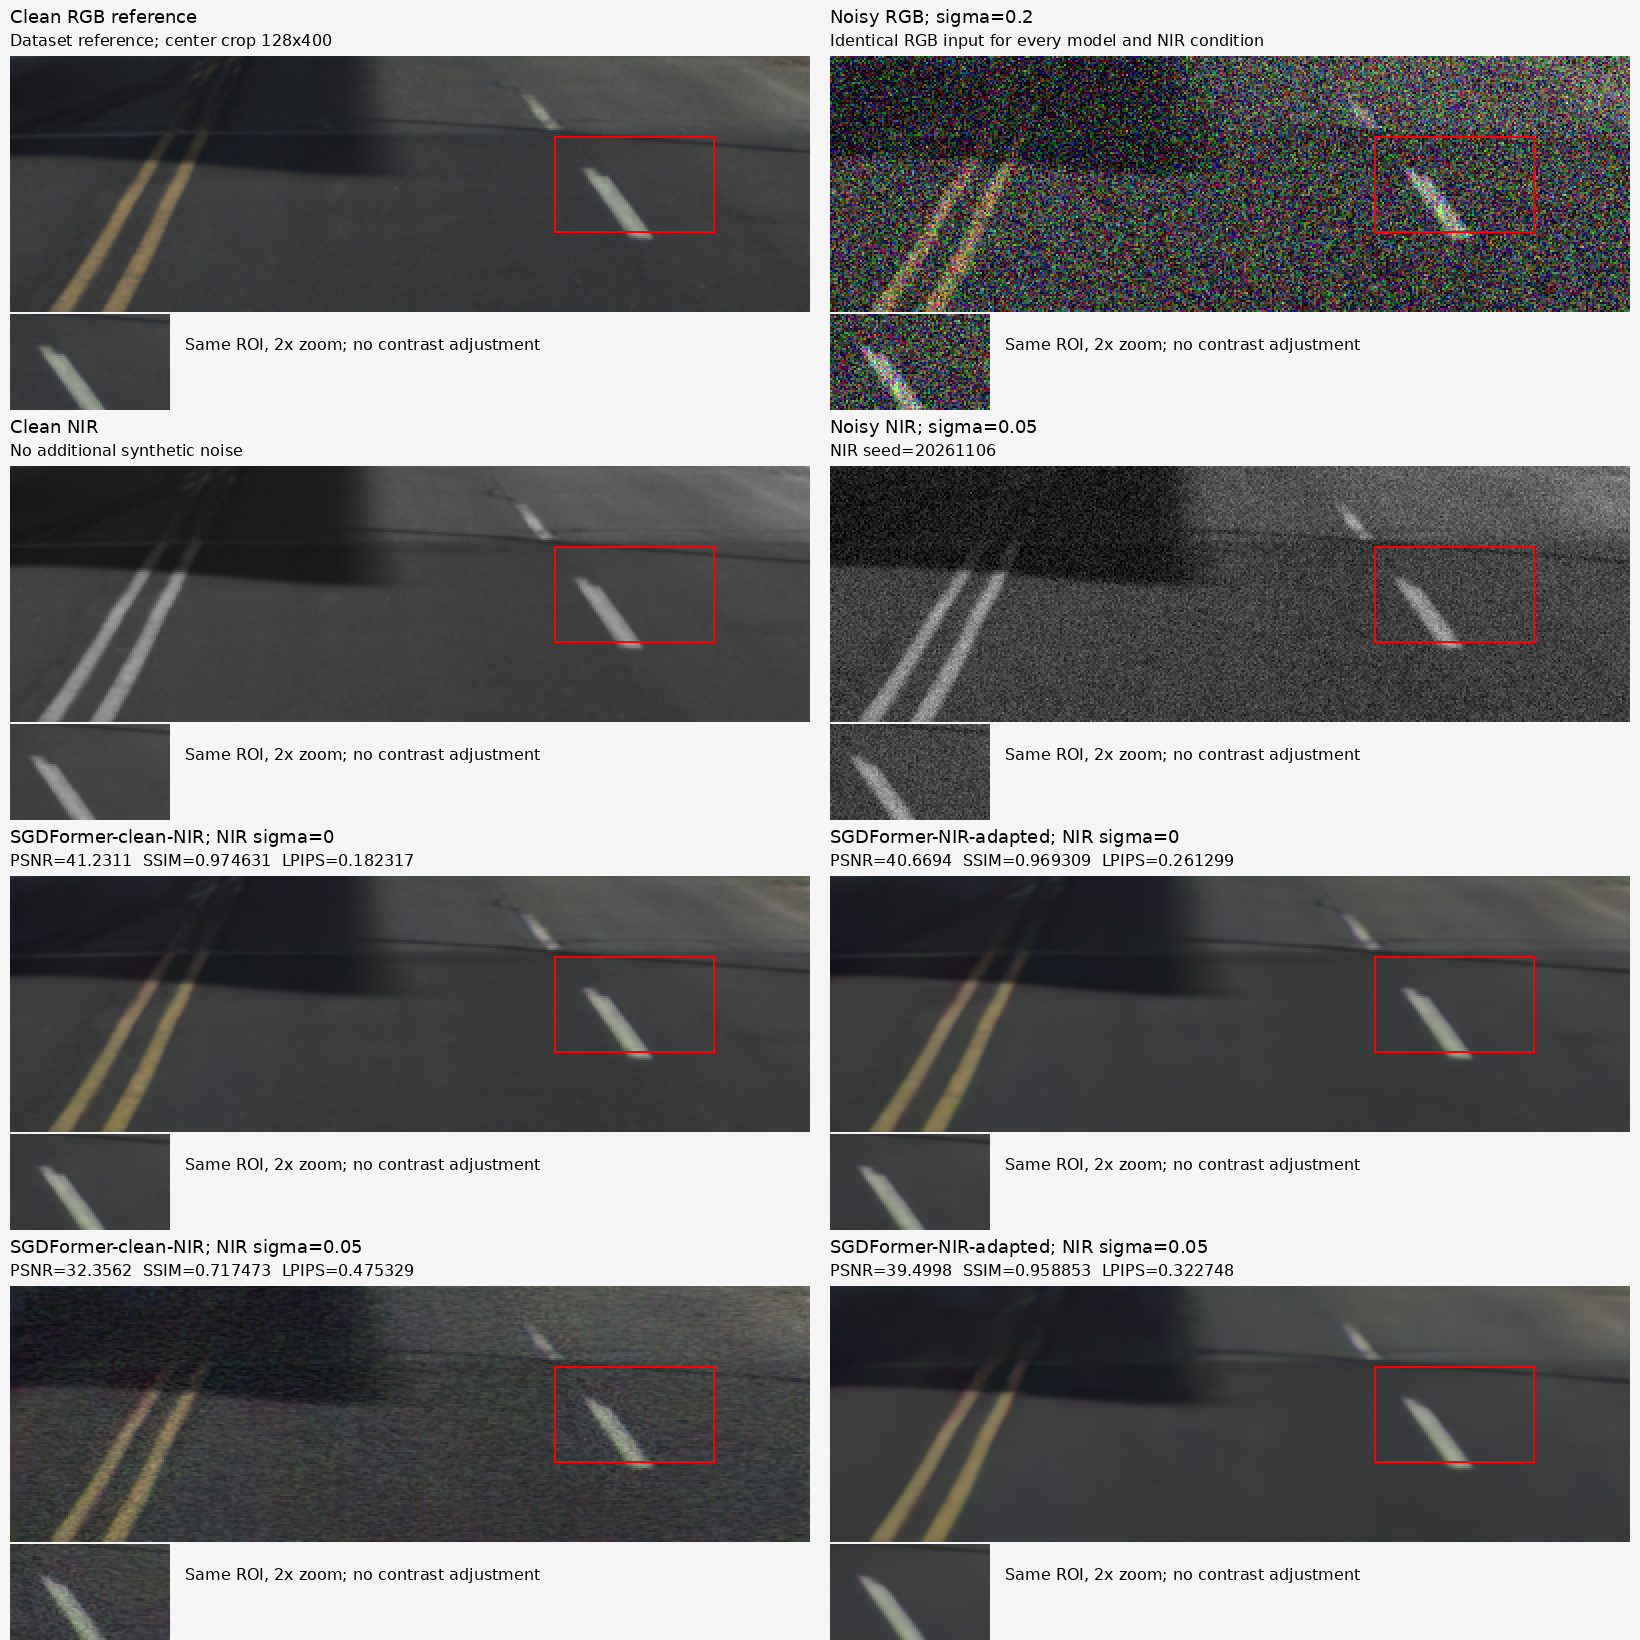 Clean RGB reference
Dataset reference; center crop 128x400
Same ROI, 2x zoom; no contrast adjustment
Noisy RGB; sigma=0.2
Identical RGB input for every model and NIR condition
Same ROI, 2x zoom; no contrast adjustment
Clean NIR
No additional synthetic noise
Same ROI, 2x zoom; no contrast adjustment
Noisy NIR; sigma=0.05
NIR seed=20261106
Same ROI, 2x zoom; no contrast adjustment
SGDFormer-clean-NIR; NIR sigma=0
PSNR=41.2311  SSIM=0.974631  LPIPS=0.182317
Same ROI, 2x zoom; no contrast adjustment
SGDFormer-NIR-adapted; NIR sigma=0
PSNR=40.6694  SSIM=0.969309  LPIPS=0.261299
Same ROI, 2x zoom; no contrast adjustment
SGDFormer-clean-NIR; NIR sigma=0.05
PSNR=32.3562  SSIM=0.717473  LPIPS=0.475329
Same ROI, 2x zoom; no contrast adjustment
SGDFormer-NIR-adapted; NIR sigma=0.05
PSNR=39.4998  SSIM=0.958853  LPIPS=0.322748
Same ROI, 2x zoom; no contrast adjustment